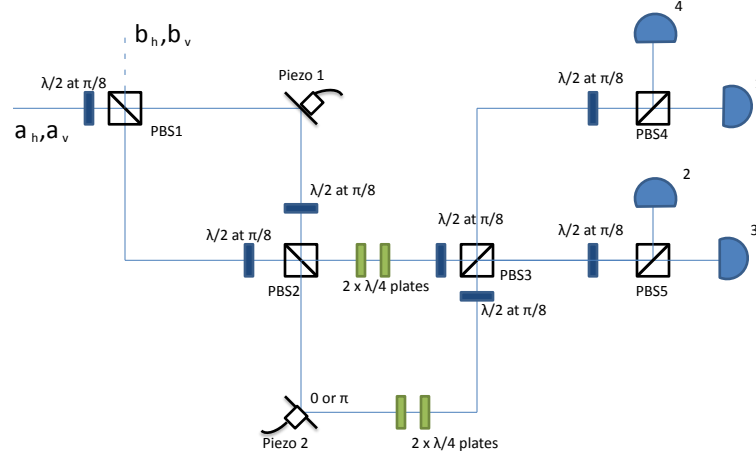 b h,b v
4
λ/2 at π/8
Piezo 1
λ/2 at π/8
a h,a v
PBS1
PBS4
λ/2 at π/8
2
λ/2 at π/8
λ/2 at π/8
λ/2 at π/8
3
PBS2
2 x λ/4 plates
PBS3
PBS5
λ/2 at π/8
0 or π
Piezo 2
2 x λ/4 plates